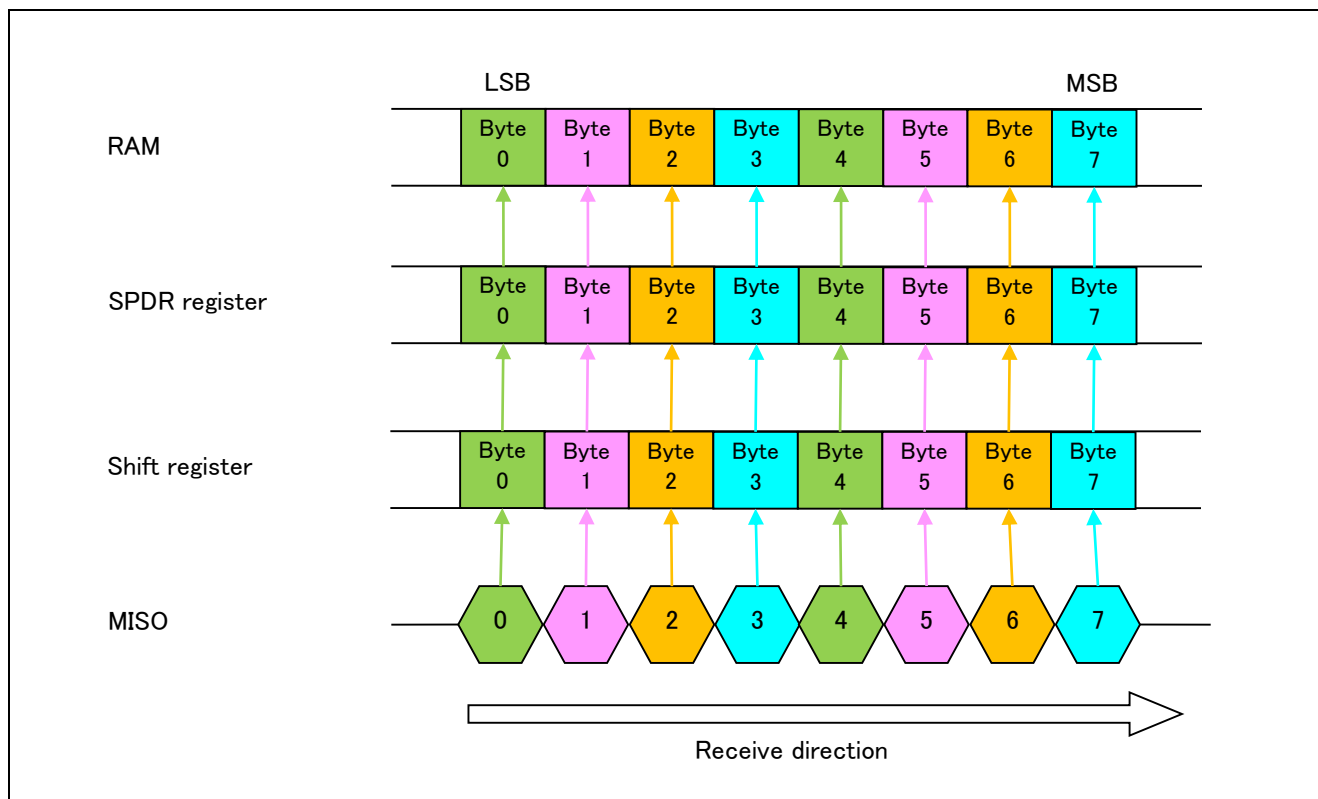 LSB MSB
RAM
Byte 0 Byte 1 Byte 2 Byte 3 Byte 4 Byte 5 Byte 6 Byte 7
SPDR register
Byte 0 Byte 1 Byte 2 Byte 3 Byte 4 Byte 5 Byte 6 Byte 7
Shift register
Byte 0 Byte 1 Byte 2 Byte 3 Byte 4 Byte 5 Byte 6 Byte 7
MISO
0 1 2 3 4 5 6 7
Receive direction